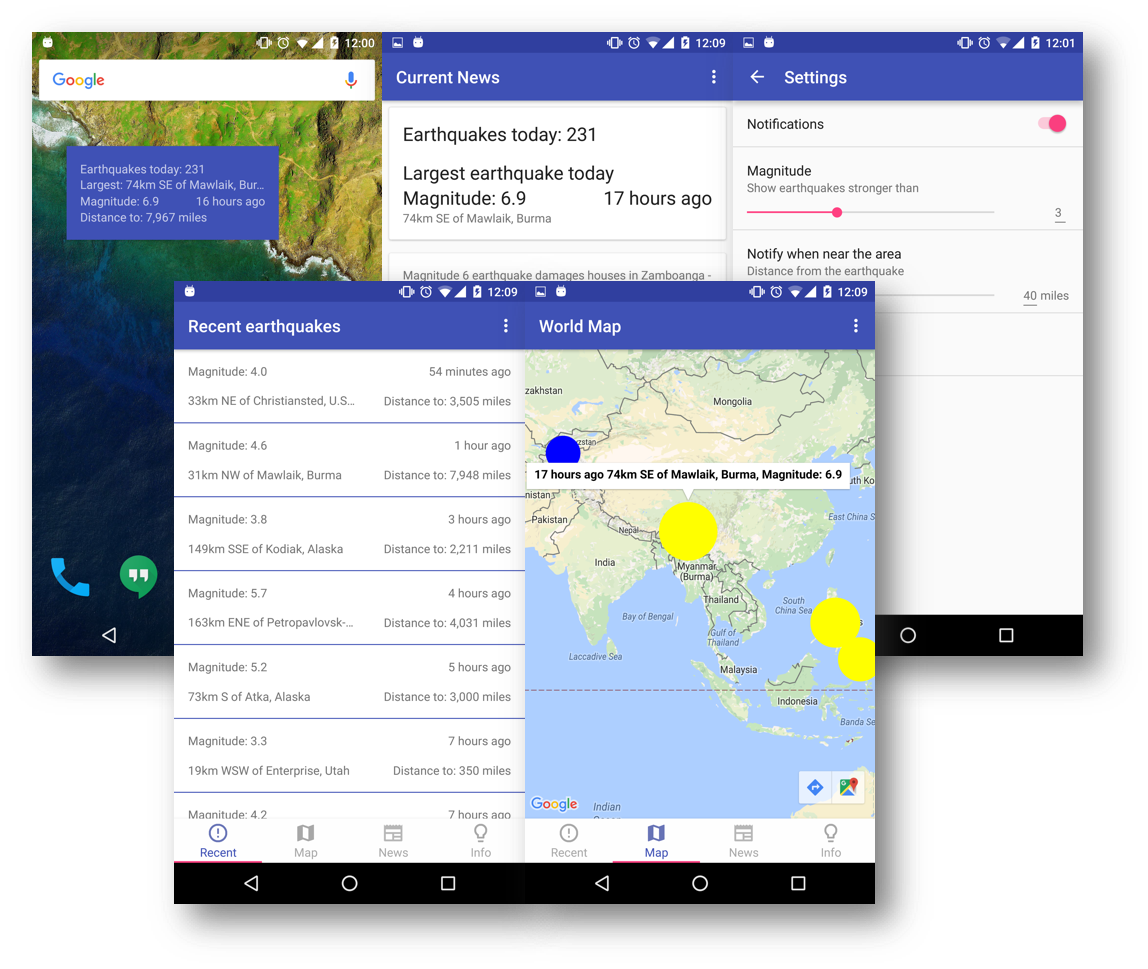 12:00
Google
Earthquakes today: 231
Largest: 74km SE of Mawlaik, Bur...
Magnitude: 6.9 16 hours ago
Distance to: 7,967 miles
12:09
Current News
Earthquakes today: 231
Largest earthquake today
Magnitude: 6.9 17 hours ago
74km SE of Mawlaik, Burma
Magnitude 6 earthquake damages houses in Zamboanga -
12:01
Settings
Notifications
Magnitude
Show earthquakes stronger than
3
Notify when near the area
Distance from the earthquake
40 miles
12:09
Recent earthquakes
Magnitude: 4.0 54 minutes ago
33km NE of Christiansted, U.S... Distance to: 3,505 miles
Magnitude: 4.6 1 hour ago
31km NW of Mawlaik, Burma Distance to: 7,948 miles
Magnitude: 3.8 3 hours ago
149km SSE of Kodiak, Alaska Distance to: 2,211 miles
Magnitude: 5.7 4 hours ago
163km ENE of Petropavlovsk-... Distance to: 4,031 miles
Magnitude: 5.2 5 hours ago
73km S of Atka, Alaska Distance to: 3,000 miles
Magnitude: 3.3 7 hours ago
19km WSW of Enterprise, Utah Distance to: 350 miles
Magnitude: 4.2 7 hours ago
Recent Map News Info
12:09
World Map
zakhstan
Mongolia
zstan
17 hours ago 74km SE of Mawlaik, Burma, Magnitude: 6.9
uth Ko
nistan
Pakistan
East China S
Nepal
India
Myanmar
(Burma)
Thailand
South
China Sea
Bay of Bengal
Gulf of
Thailand
s
Laccadive Sea
Malaysia
Indonesia
Banda Se
Google
Indian
Recent Map News Info